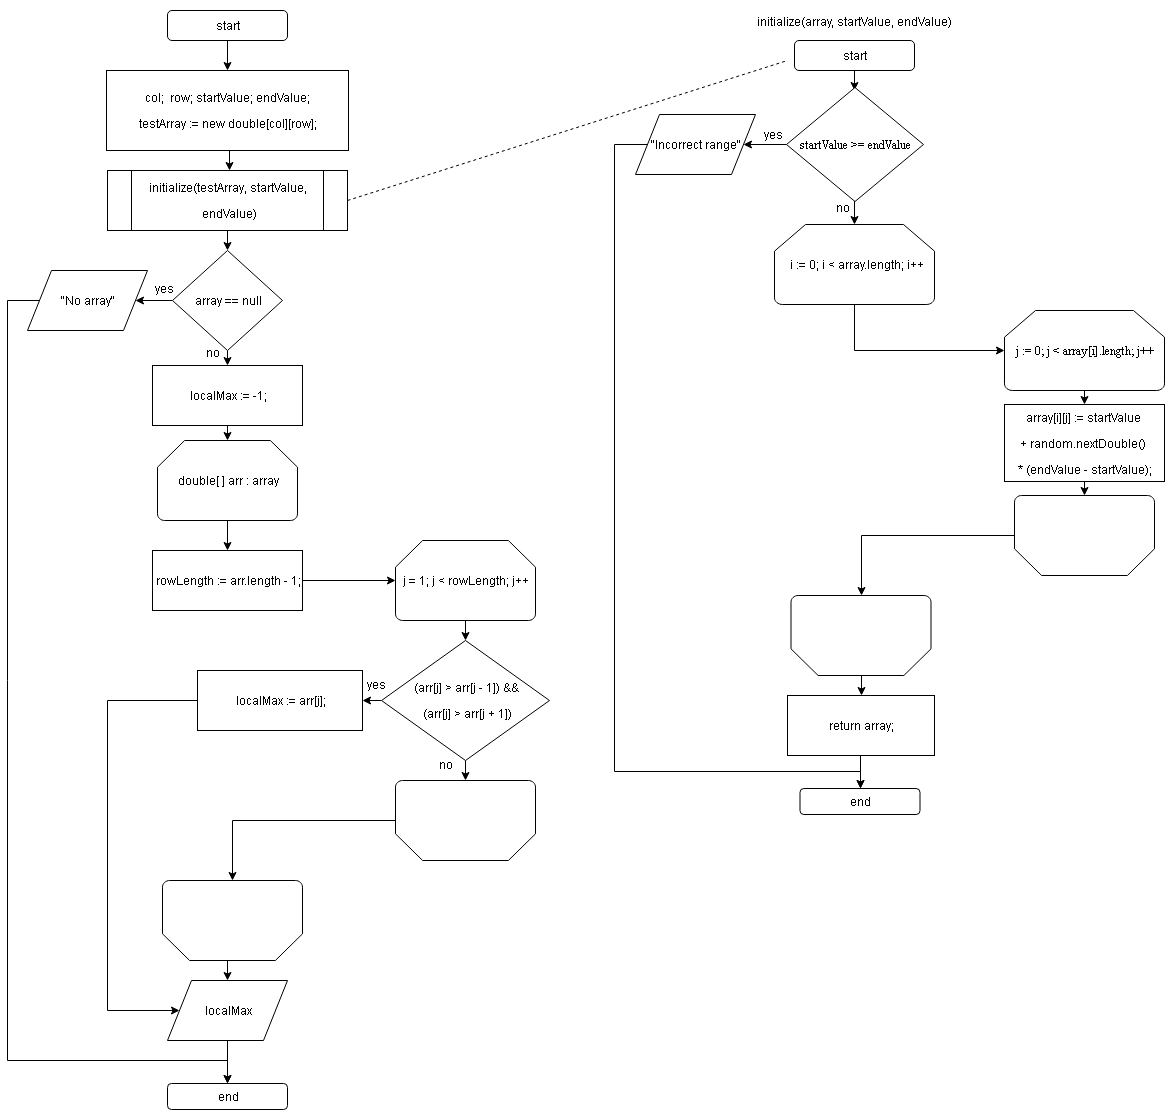 start
col;  row; startValue; endValue;
testArray := new double[col][row];
initialize(testArray, startValue,
endValue)
array == null
yes
"No array"
no
localMax := -1;
double[ ] arr : array
rowLength := arr.length - 1;
j = 1; j < rowLength; j++
(arr[j] > arr[j - 1]) &&
(arr[j] > arr[j + 1])
yes
localMax := arr[j];
no
localMax
end
initialize(array, startValue, endValue)
start
startValue >= endValue
yes
"Incorrect range"
no
i := 0; i < array.length; i++
j := 0; j < array[i].length; j++
array[i][j] := startValue
+ random.nextDouble()
* (endValue - startValue);
return array;
end